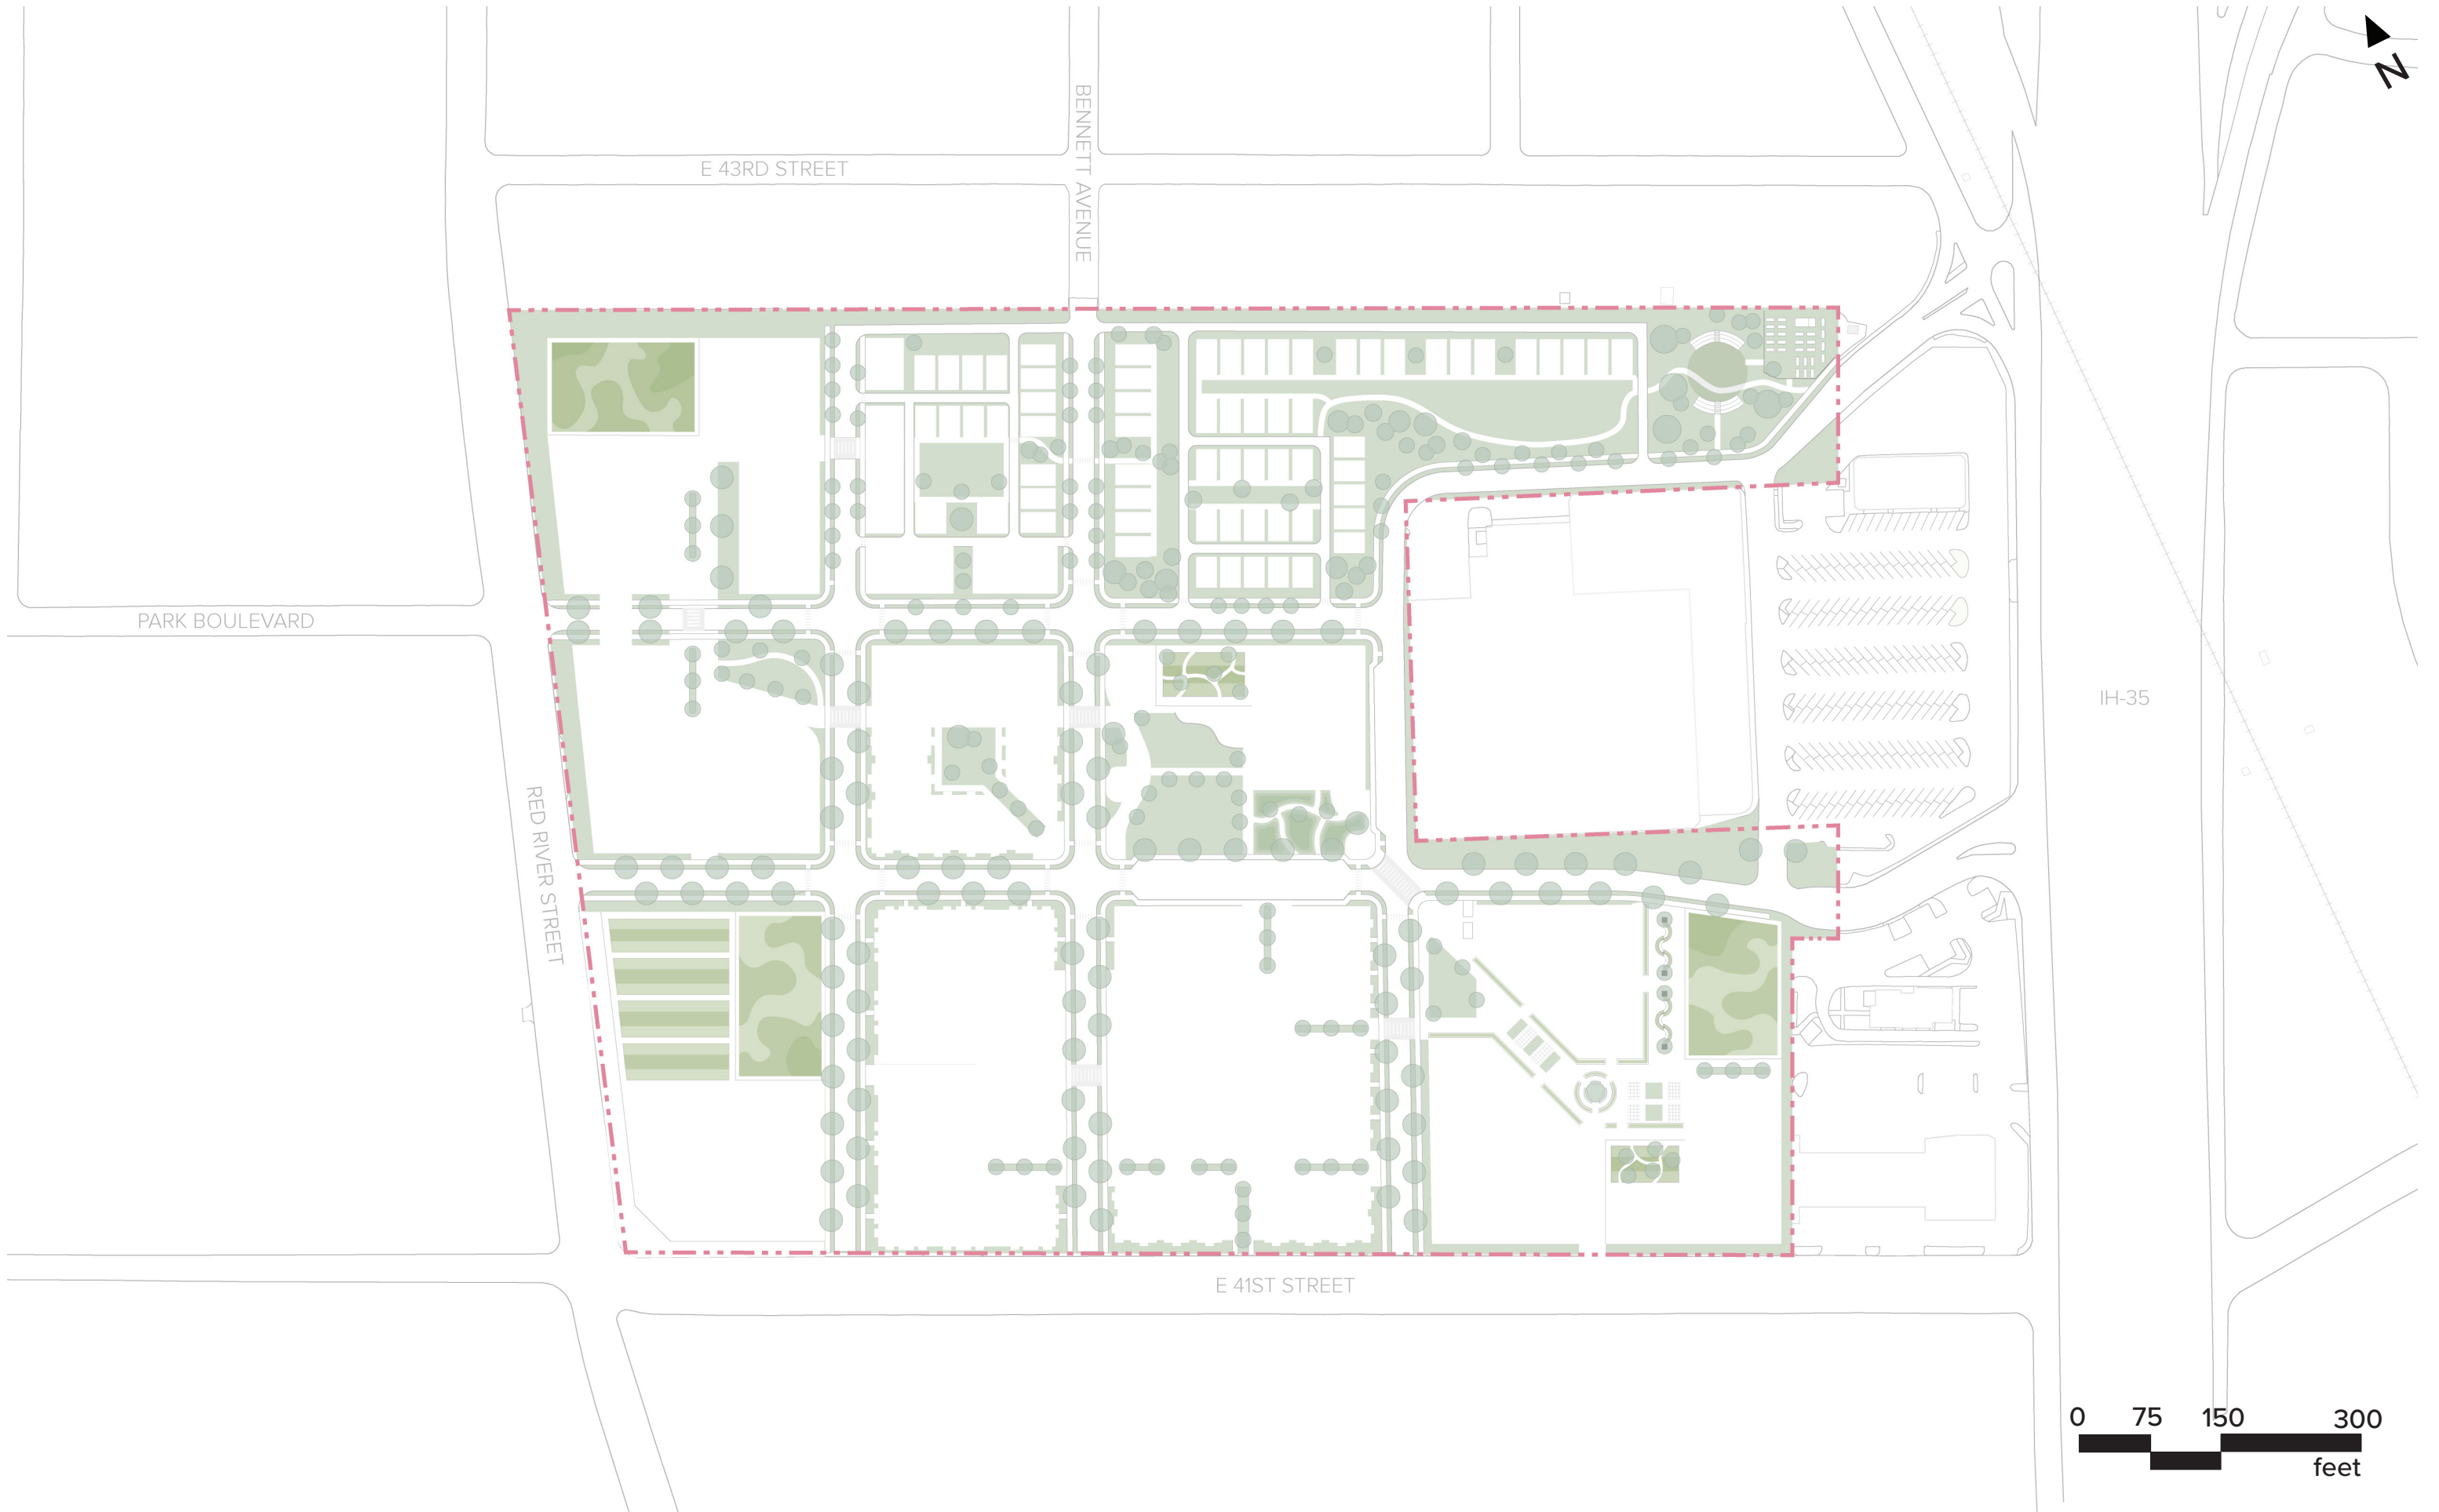 N
E 43RD STREET
BENNETT AVENUE
PARK BOULEVARD
IH-35
RED RIVER STREET
E 41ST STREET
0 75 150 300
feet